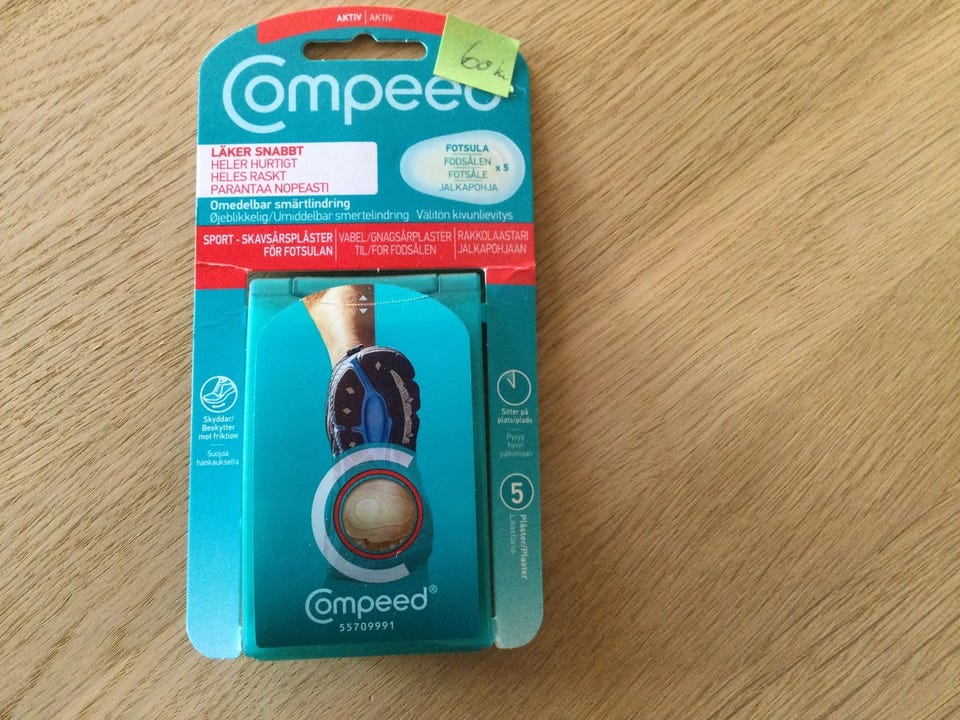 AKTIV | AKTIV
60 k
Compeed
LÄKER SNABBT
HELER HURTIGT
HELES RASKT
PARANTAA NOPEASTI
FOTSULA
FODSÅLEN
FOTSÅLE
JALKAPOHJA
x 5
Omedelbar smärtlindring
Øjeblikkelig/Umiddelbar smertelindring Välitön kivunlievitys
SPORT - SKAVSÅRSPLÅSTER
FÖR FOTSULAN
VABEL/GNAGSÅRPLASTER
TIL/FOR FODSÅLEN
RAKKOLAASTARI
JALKAPOHJAAN
Skyddar/
Beskytter
mot friktion
Suojaa
hankaukselta
Sitter på
plats/plads
Pysyy
hyvin
paikoillaan
5
Plåster/Plaster
Laastaria
Compeed®
55709991